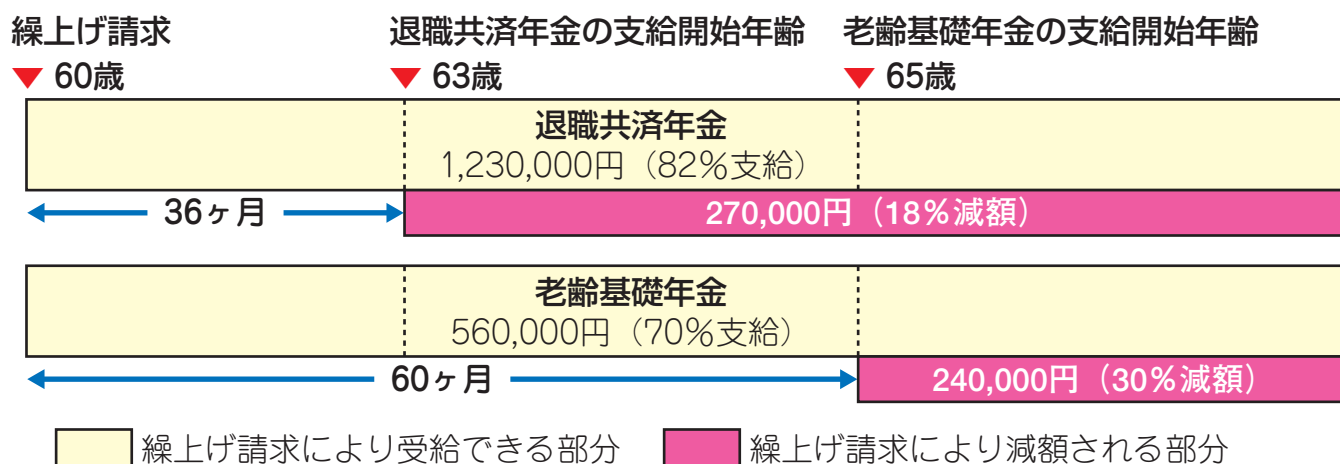 繰上げ請求 退職共済年金の支給開始年齢 老齢基礎年金の支給開始年齢
▼ 60歳 ▼ 63歳 ▼ 65歳
退職共済年金
1,230,000円（82％支給）
36ヶ月 270,000円（18％減額）
老齢基礎年金
560,000円（70％支給）
60ヶ月 240,000円（30％減額）
繰上げ請求により受給できる部分 繰上げ請求により減額される部分